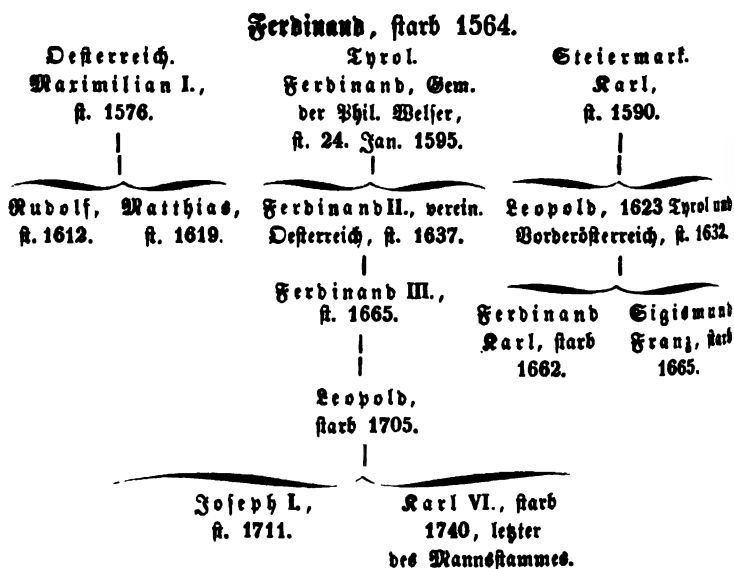 Ferdinand, starb 1564.
Oesterreich.
Maximilian I.,
st. 1576.
Tyrol.
Ferdinand, Gem.
der Phil. Welser,
st. 24. Jan. 1595.
Steiermark.
Karl,
st. 1590.
Rudolf,
st. 1612.
Matthias,
st. 1619.
Ferdinand II., verein.
Oesterreich, st. 1637.
Leopold, 1623 Tyrol und
Vorderösterreich, st. 1632.
Ferdinand III.,
st. 1665.
Ferdinand
Karl, starb
1662.
Sigismund
Franz, starb
1665.
Leopold,
starb 1705.
Joseph I.,
st. 1711.
Karl VI., starb
1740, letzter
des Mannsstammes.